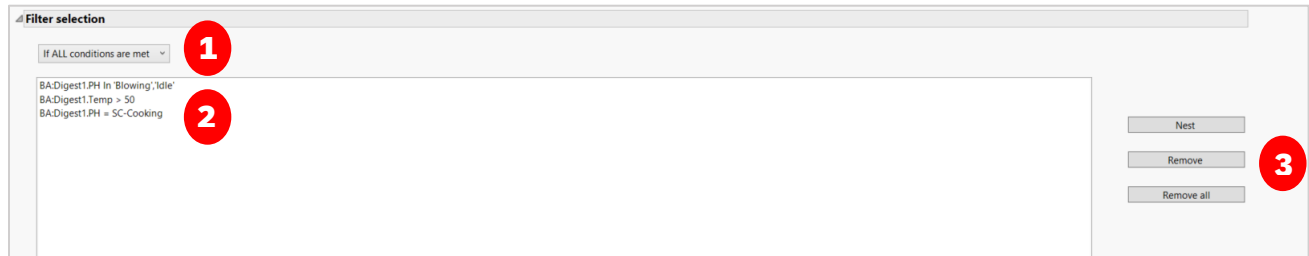 Filter selection
If ALL conditions are met
1
BA:Digest1.PH In 'Blowing','Idle'
BA:Digest1.Temp > 50
BA:Digest1.PH = SC-Cooking
2
Nest
Remove
3
Remove all